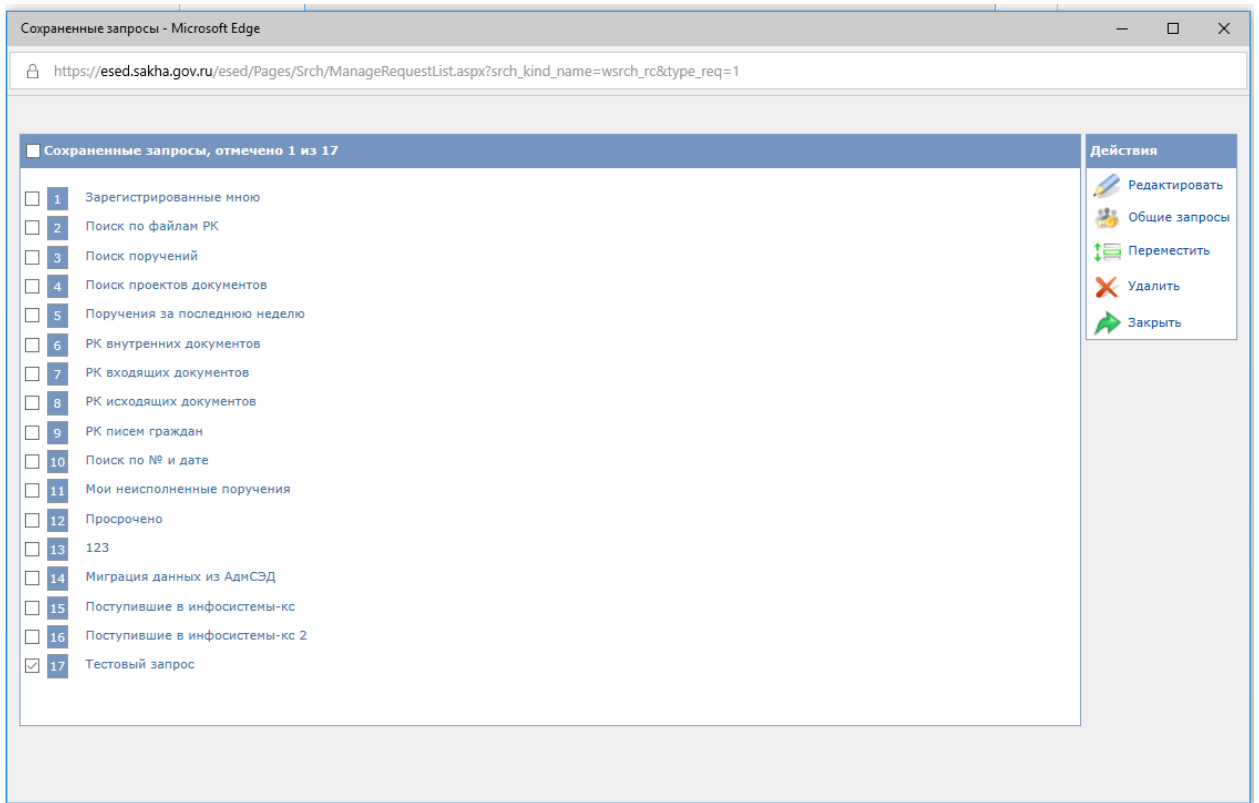 Сохраненные запросы - Microsoft Edge
https://esed.sakha.gov.ru/esed/Pages/Srch/ManageRequestList.aspx?srch_kind_name=wsrch_rc&type_req=1
Сохраненные запросы, отмечено 1 из 17
1 Зарегистрированные мною
2 Поиск по файлам РК
3 Поиск поручений
4 Поиск проектов документов
5 Поручения за последнюю неделю
6 РК внутренних документов
7 РК входящих документов
8 РК исходящих документов
9 РК писем граждан
10 Поиск по № и дате
11 Мои неисполненные поручения
12 Просрочено
13 123
14 Миграция данных из АдмСЭД
15 Поступившие в инфосистемы-кс
16 Поступившие в инфосистемы-кс 2
17 Тестовый запрос
Действия
Редактировать
Общие запросы
Переместить
Удалить
Закрыть